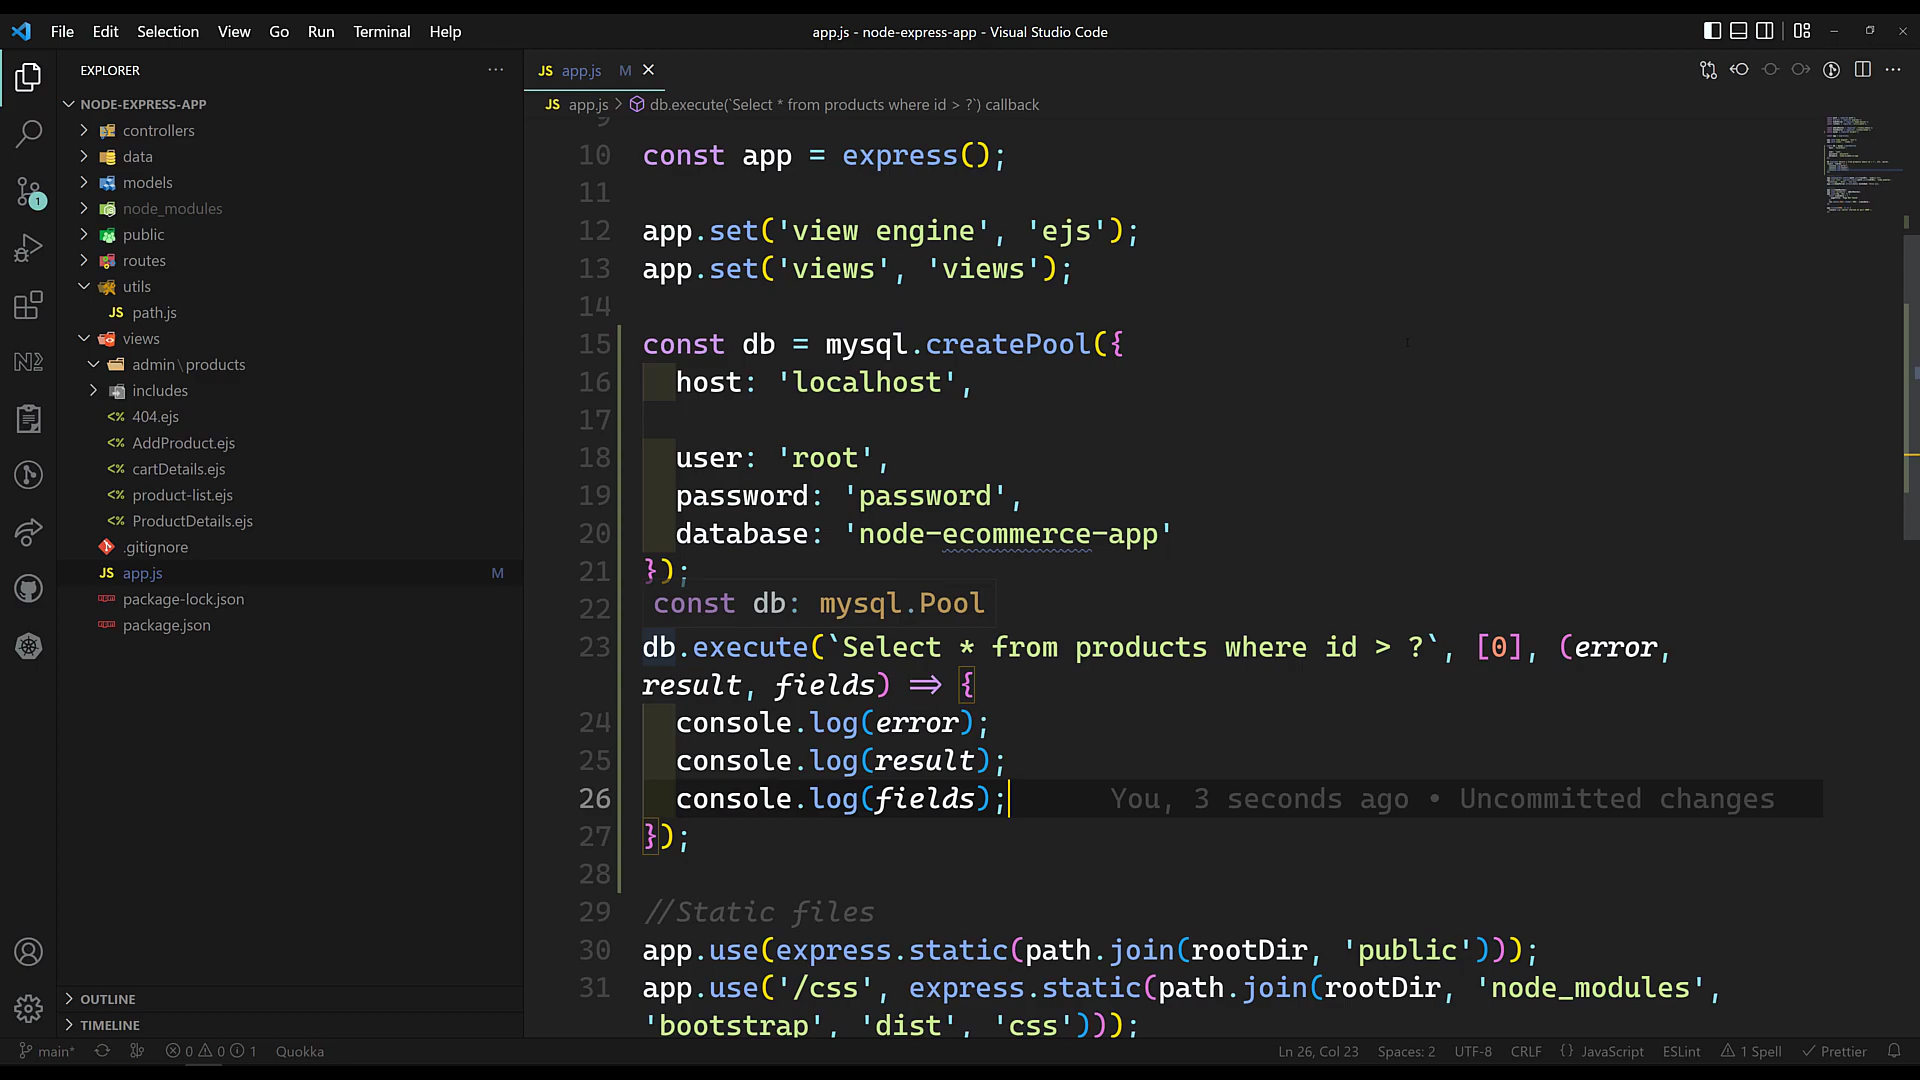 File Edit Selection View Go Run Terminal Help
app.js - node-express-app - Visual Studio Code
EXPLORER
NODE-EXPRESS-APP
controllers
data
models
node_modules
public
routes
utils
JS path.js
views
admin\products
includes
<> 404.ejs
<> AddProduct.ejs
<> cartDetails.ejs
<> product-list.ejs
<> ProductDetails.ejs
.gitignore
JS app.js M
package-lock.json
package.json
OUTLINE
TIMELINE
1
JS app.js M
JS app.js > db.execute(`Select * from products where id > ?`) callback
9
10 const app = express();
11
12 app.set('view engine', 'ejs');
13 app.set('views', 'views');
14
15 const db = mysql.createPool({
16 host: 'localhost',
17
18 user: 'root',
19 password: 'password',
20 database: 'node-ecommerce-app'
21 });
22
const db: mysql.Pool
23 db.execute(`Select * from products where id > ?`, [0], (error,
result, fields) => {
24 console.log(error);
25 console.log(result);
26 console.log(fields); You, 3 seconds ago • Uncommitted changes
27 });
28
29 //Static files
30 app.use(express.static(path.join(rootDir, 'public')));
31 app.use('/css', express.static(path.join(rootDir, 'node_modules',
'bootstrap', 'dist', 'css')));
main* 0 0 1 Quokka
Ln 26, Col 23 Spaces: 2 UTF-8 CRLF {} JavaScript ESLint 1 Spell Prettier